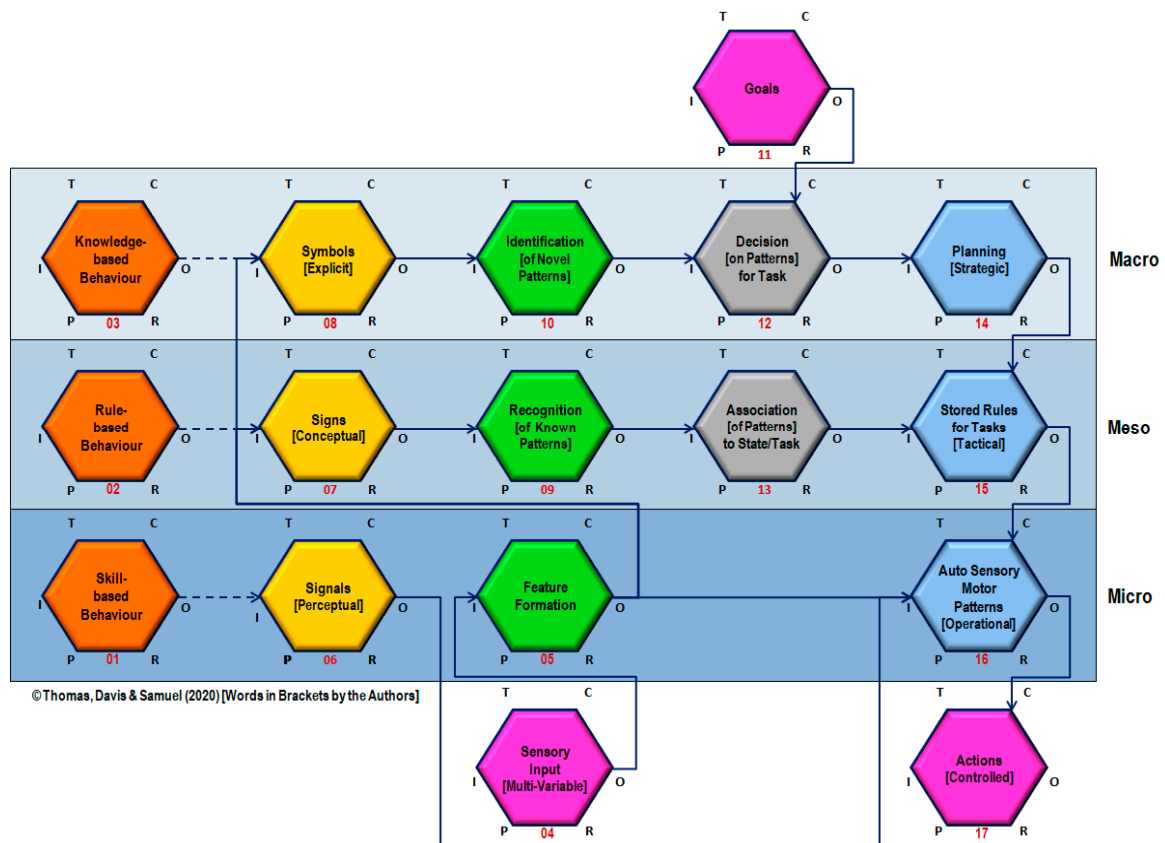 T C
Goals
I O
P R
11
T C T C T C T C T C
Knowledge-
based
Behaviour
I O
P 03 R
Symbols
[Explicit]
I O
P 08 R
Identification
[of Novel
Patterns]
I O
P 10 R
Decision
[on Patterns]
for Task
I O
P 12 R
Planning
[Strategic]
I O
P 14 R
Macro
T C T C T C T C T C
Rule-
based
Behaviour
I O
P 02 R
Signs
[Conceptual]
I O
P 07 R
Recognition
[of Known
Patterns]
I O
P 09 R
Association
[of Patterns]
to State/Task
I O
P 13 R
Stored Rules
for Tasks
[Tactical]
I O
P 15 R
Meso
T C T C T C T C
Skill-
based
Behaviour
I O
P 01 R
Signals
[Perceptual]
I O
P 06 R
Feature
Formation
I O
P 05 R
Auto Sensory
Motor
Patterns
[Operational]
I O
P 16 R
Micro
©Thomas, Davis & Samuel (2020) [Words in Brackets by the Authors]
T C
Sensory
Input
[Multi-Variable]
I O
P 04 R
T C
Actions
[Controlled]
I O
P 17 R